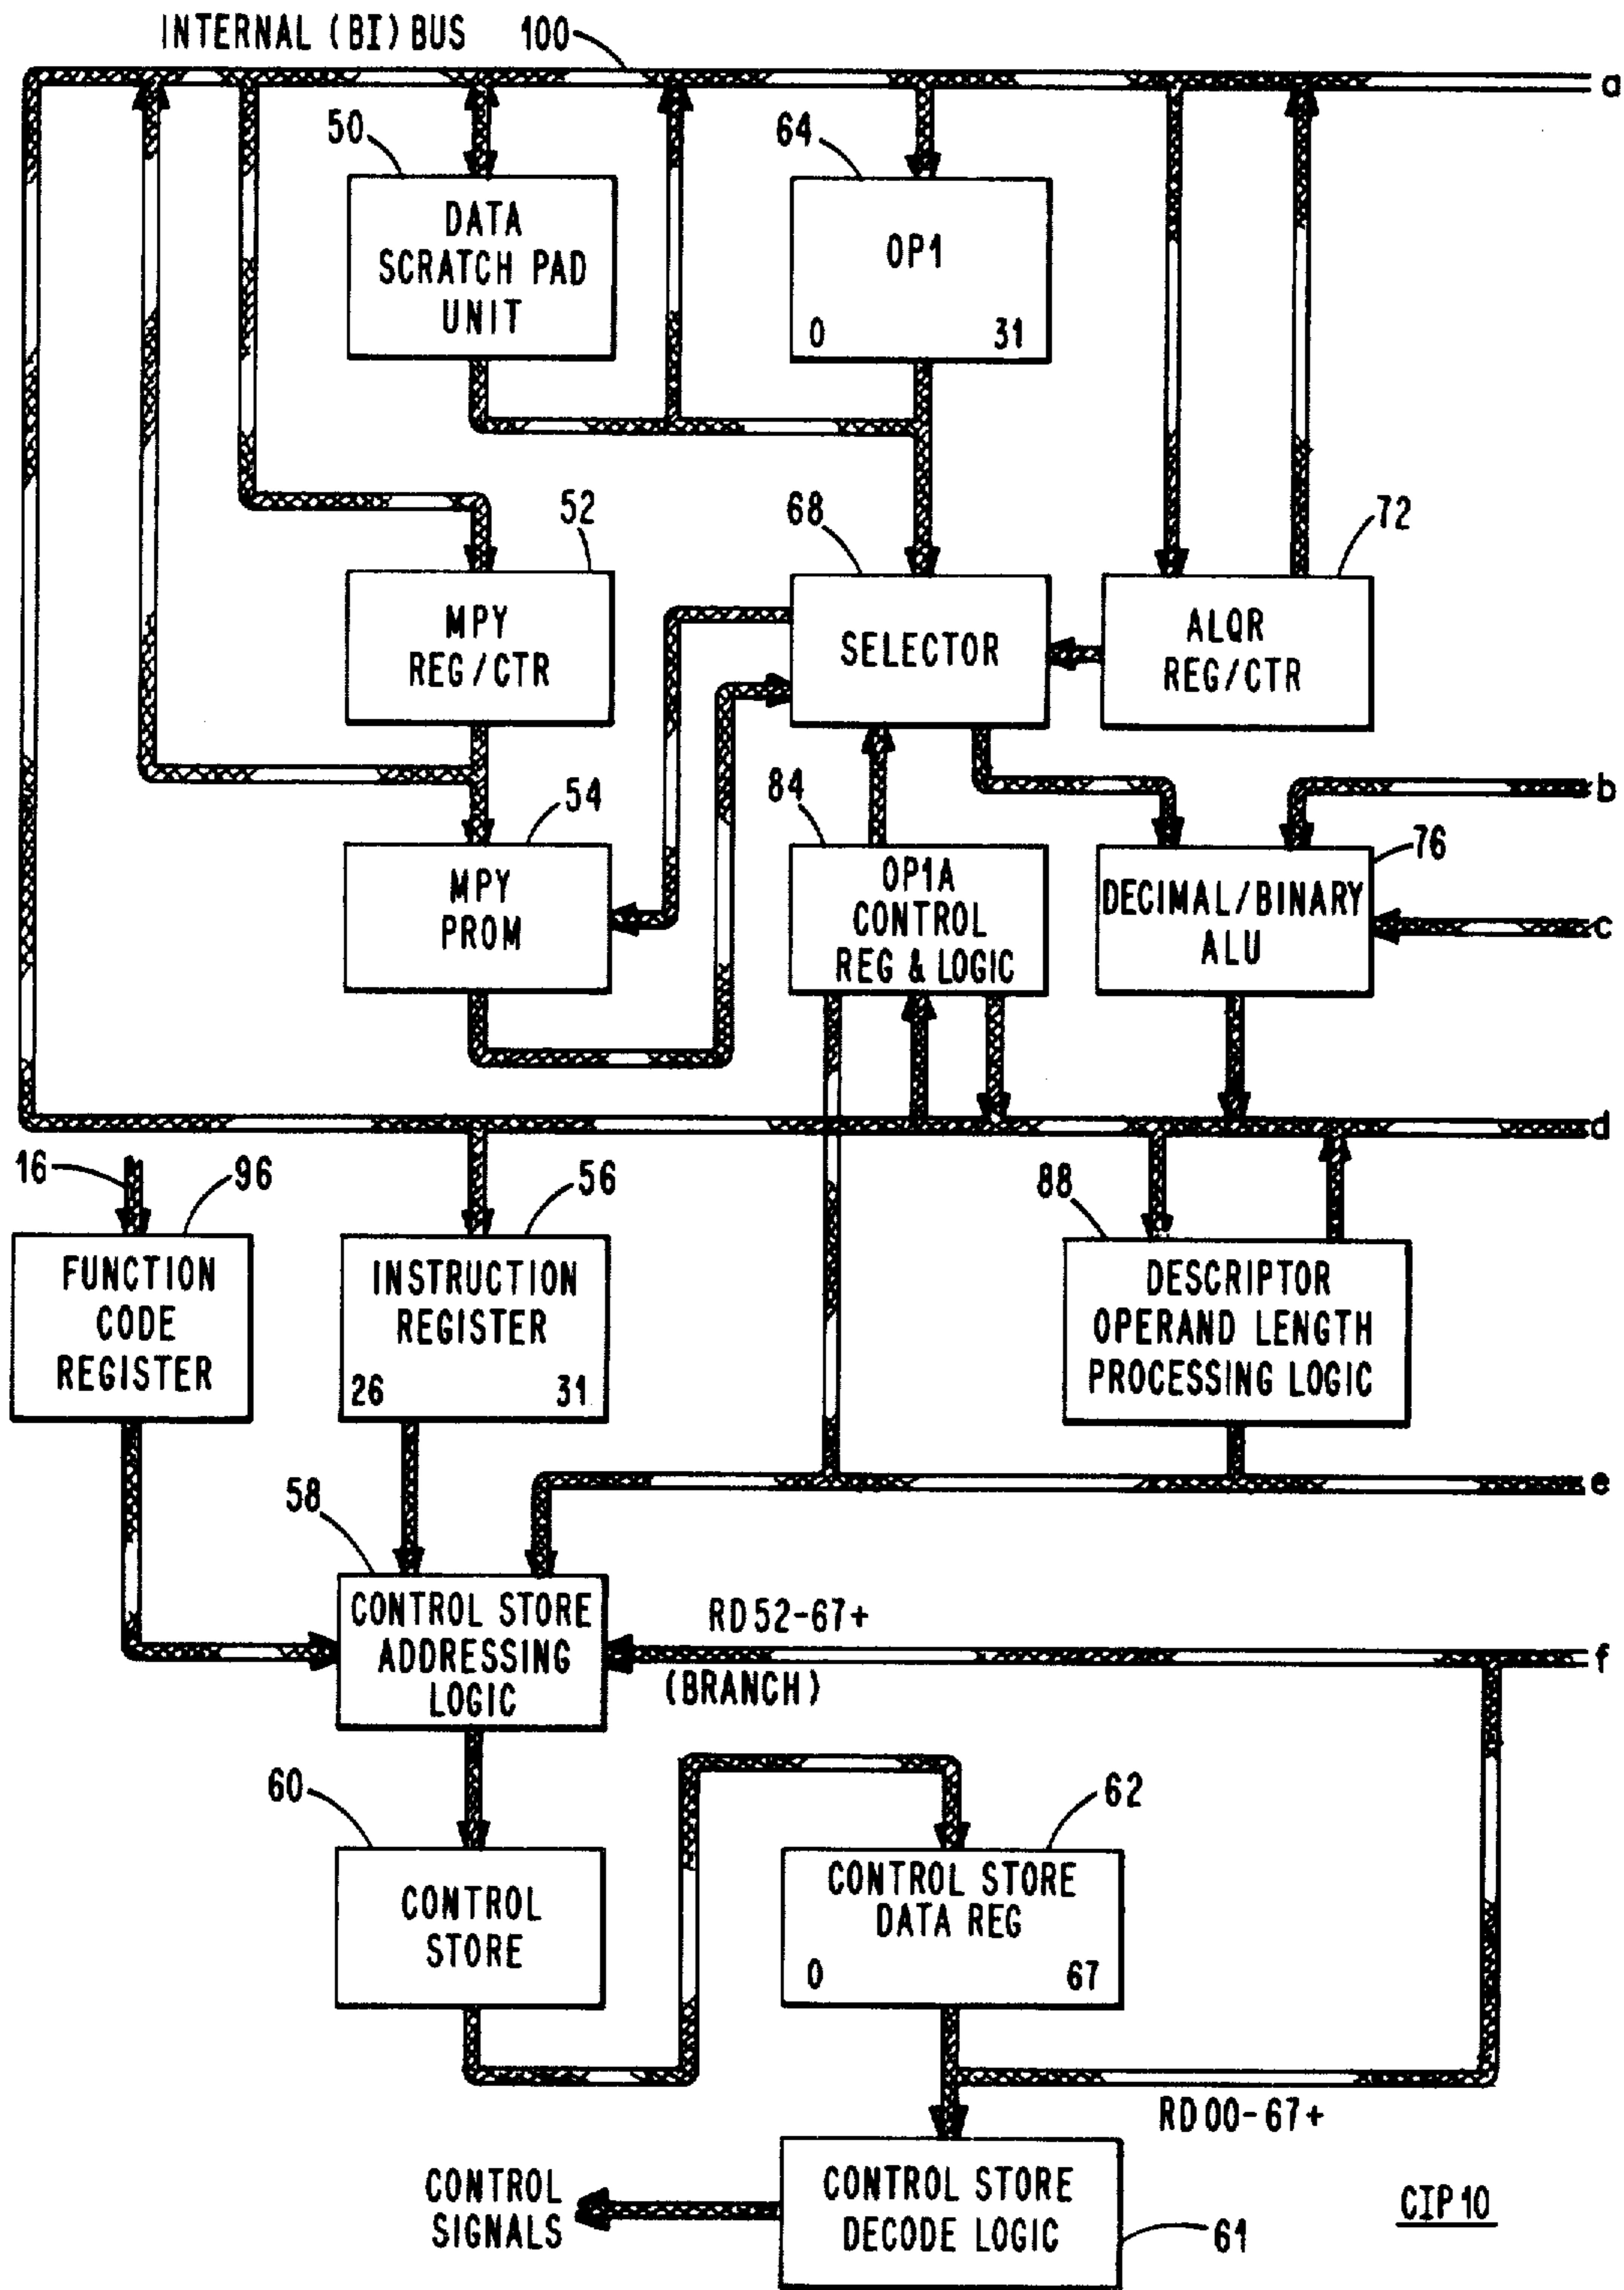 INTERNAL (BI) BUS 100
a
50
64
DATA
SCRATCH PAD
UNIT
OP1
0 31
52
68
72
MPY
REG/CTR
SELECTOR
ALQR
REG/CTR
54
84
b
76
MPY
PROM
OP1A
CONTROL
REG & LOGIC
DECIMAL/BINARY
ALU
c
d
16
96
56
88
FUNCTION
CODE
REGISTER
INSTRUCTION
REGISTER
26 31
DESCRIPTOR
OPERAND LENGTH
PROCESSING LOGIC
e
58
CONTROL STORE
ADDRESSING
LOGIC
RD52-67+
(BRANCH)
f
60
62
CONTROL
STORE
CONTROL STORE
DATA REG
0 67
RD00-67+
CONTROL
SIGNALS
CONTROL STORE
DECODE LOGIC
61
CIP10